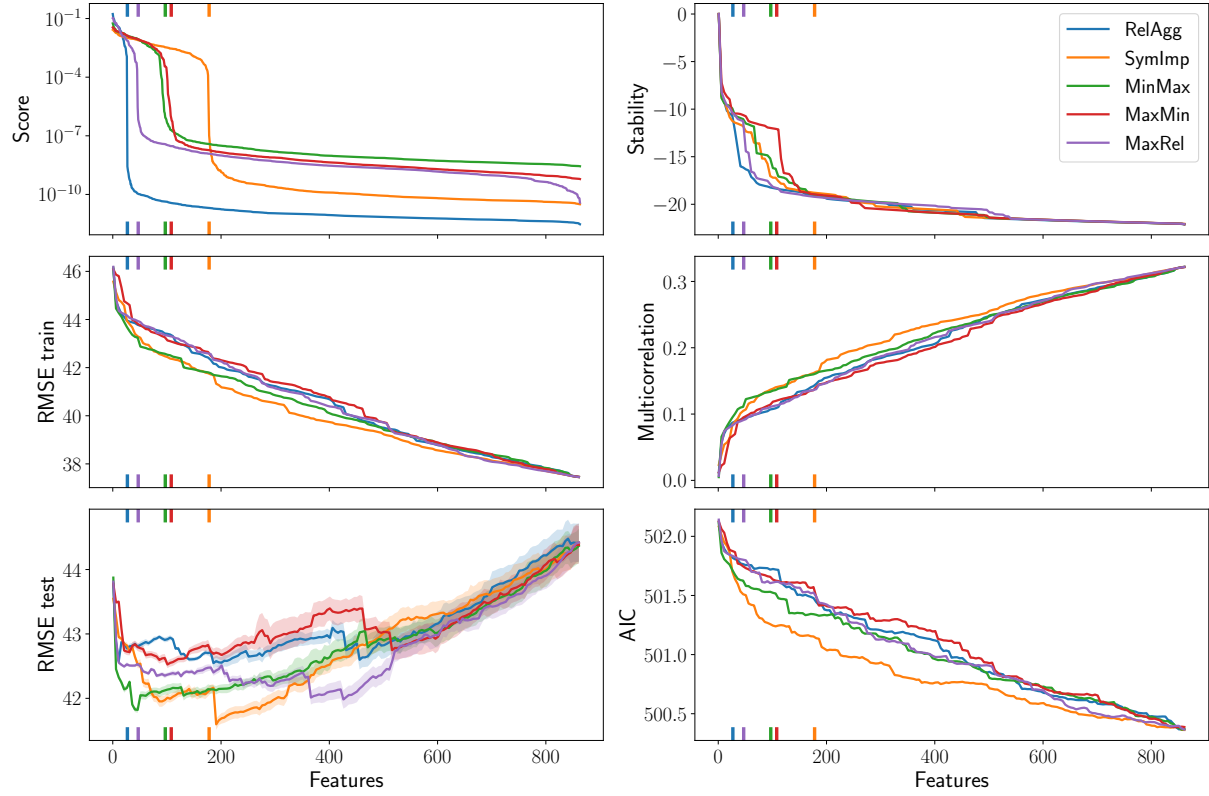 Score
10⁻¹
10⁻⁴
10⁻⁷
10⁻¹⁰
Stability
0
−5
−10
−15
−20
RelAgg
SymImp
MinMax
MaxMin
MaxRel
RMSE train
46
44
42
40
38
Multicorrelation
0.3
0.2
0.1
0.0
RMSE test
44
43
42
0 200 400 600 800
Features
AIC
502.0
501.5
501.0
500.5
0 200 400 600 800
Features